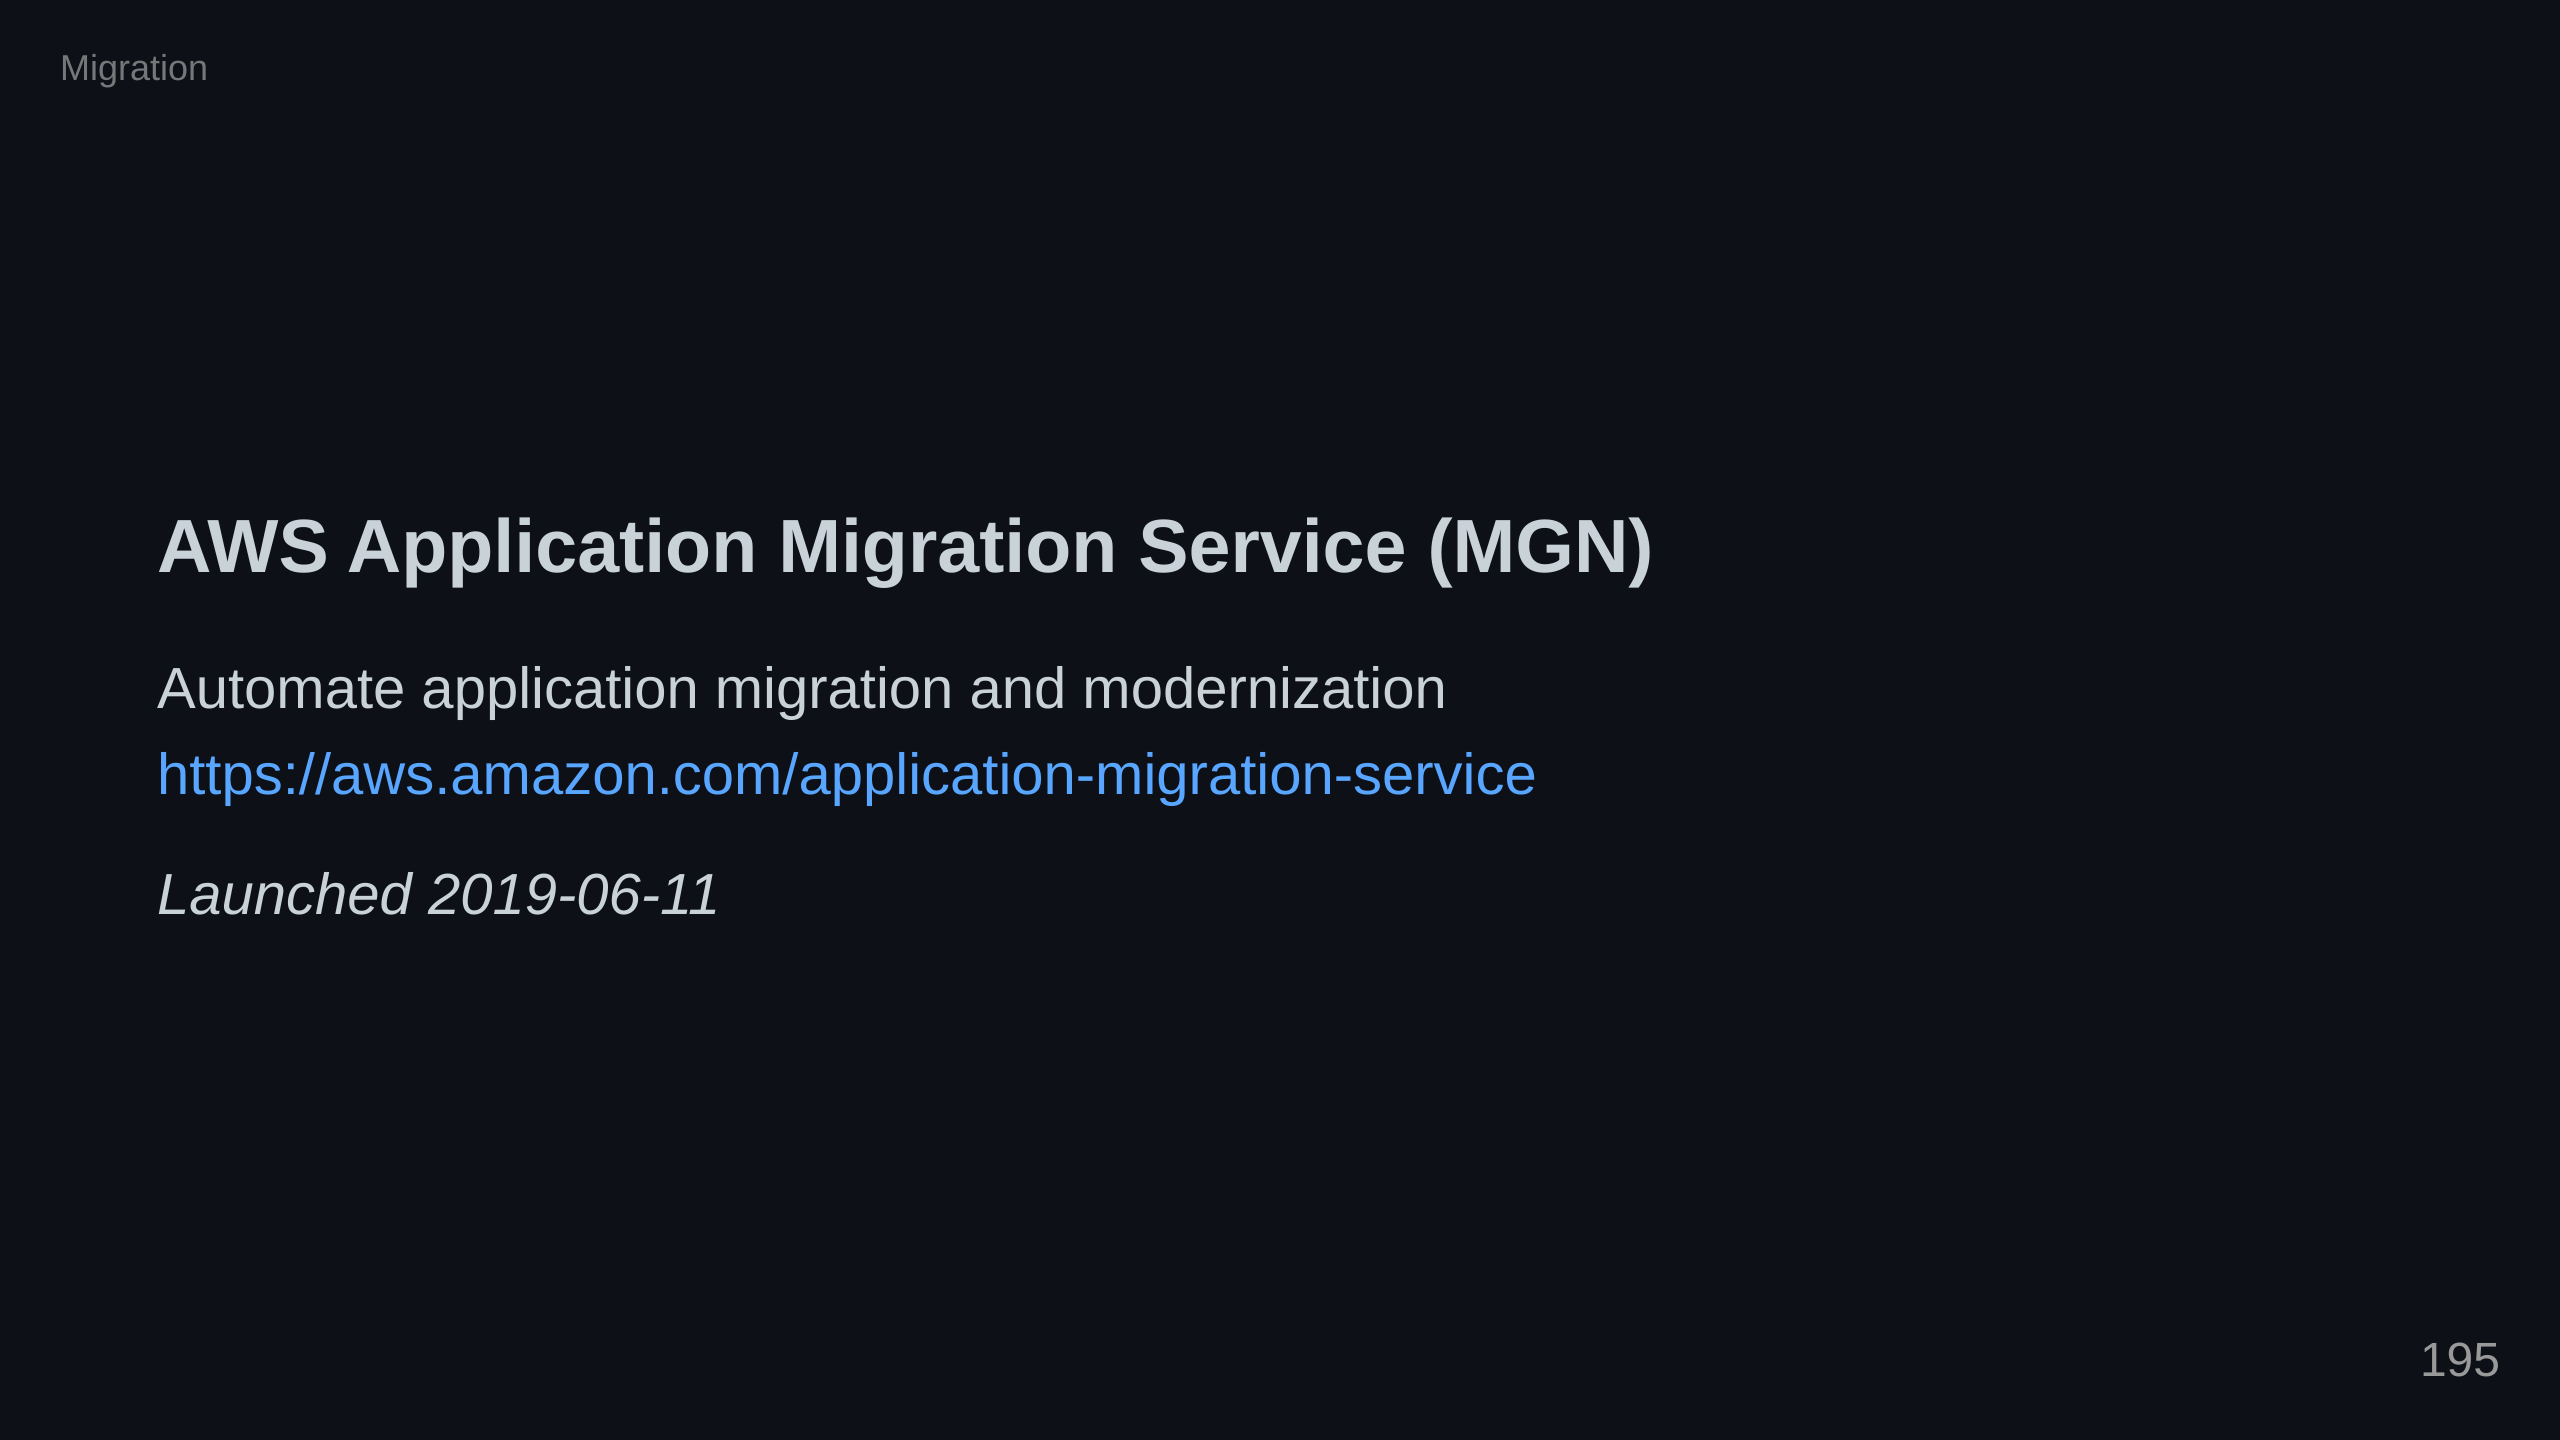 Migration
AWS Application Migration Service (MGN)
Automate application migration and modernization
https://aws.amazon.com/application-migration-service
Launched 2019-06-11
195